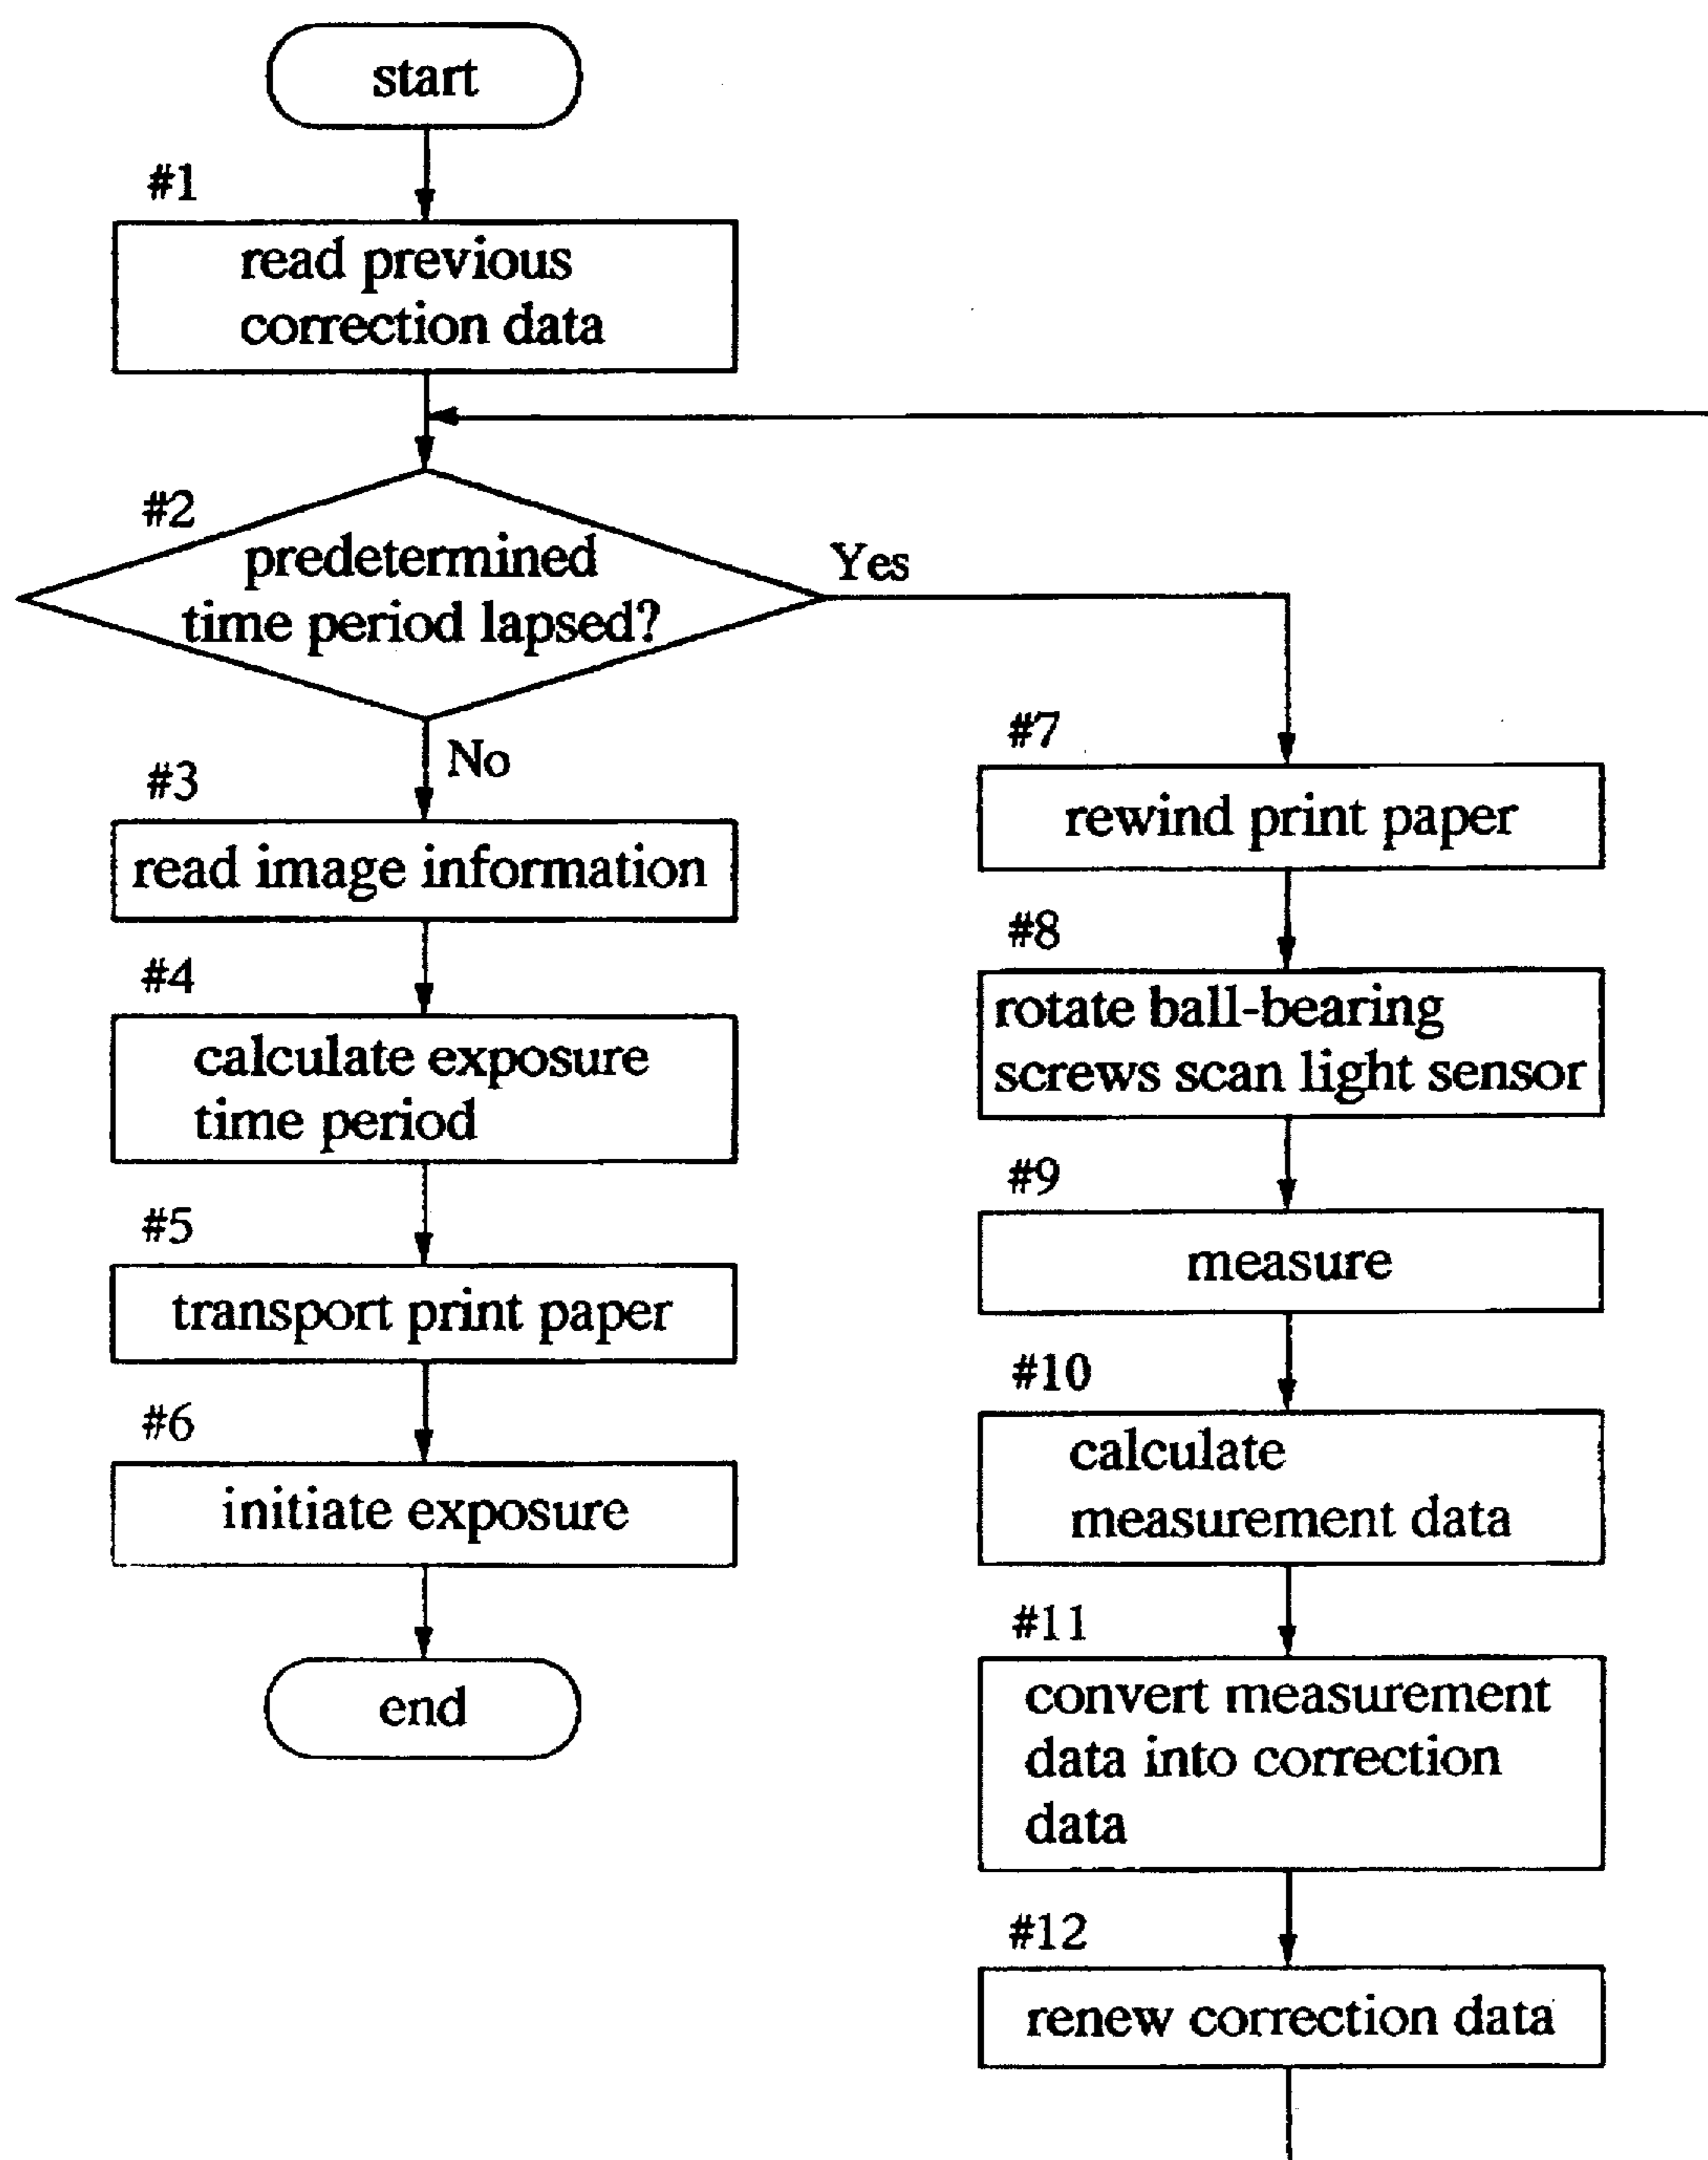 start
#1
read previous
correction data
#2
predetermined
time period lapsed?
Yes
No
#3
read image information
#4
calculate exposure
time period
#5
transport print paper
#6
initiate exposure
end
#7
rewind print paper
#8
rotate ball-bearing
screws scan light sensor
#9
measure
#10
calculate
measurement data
#11
convert measurement
data into correction
data
#12
renew correction data